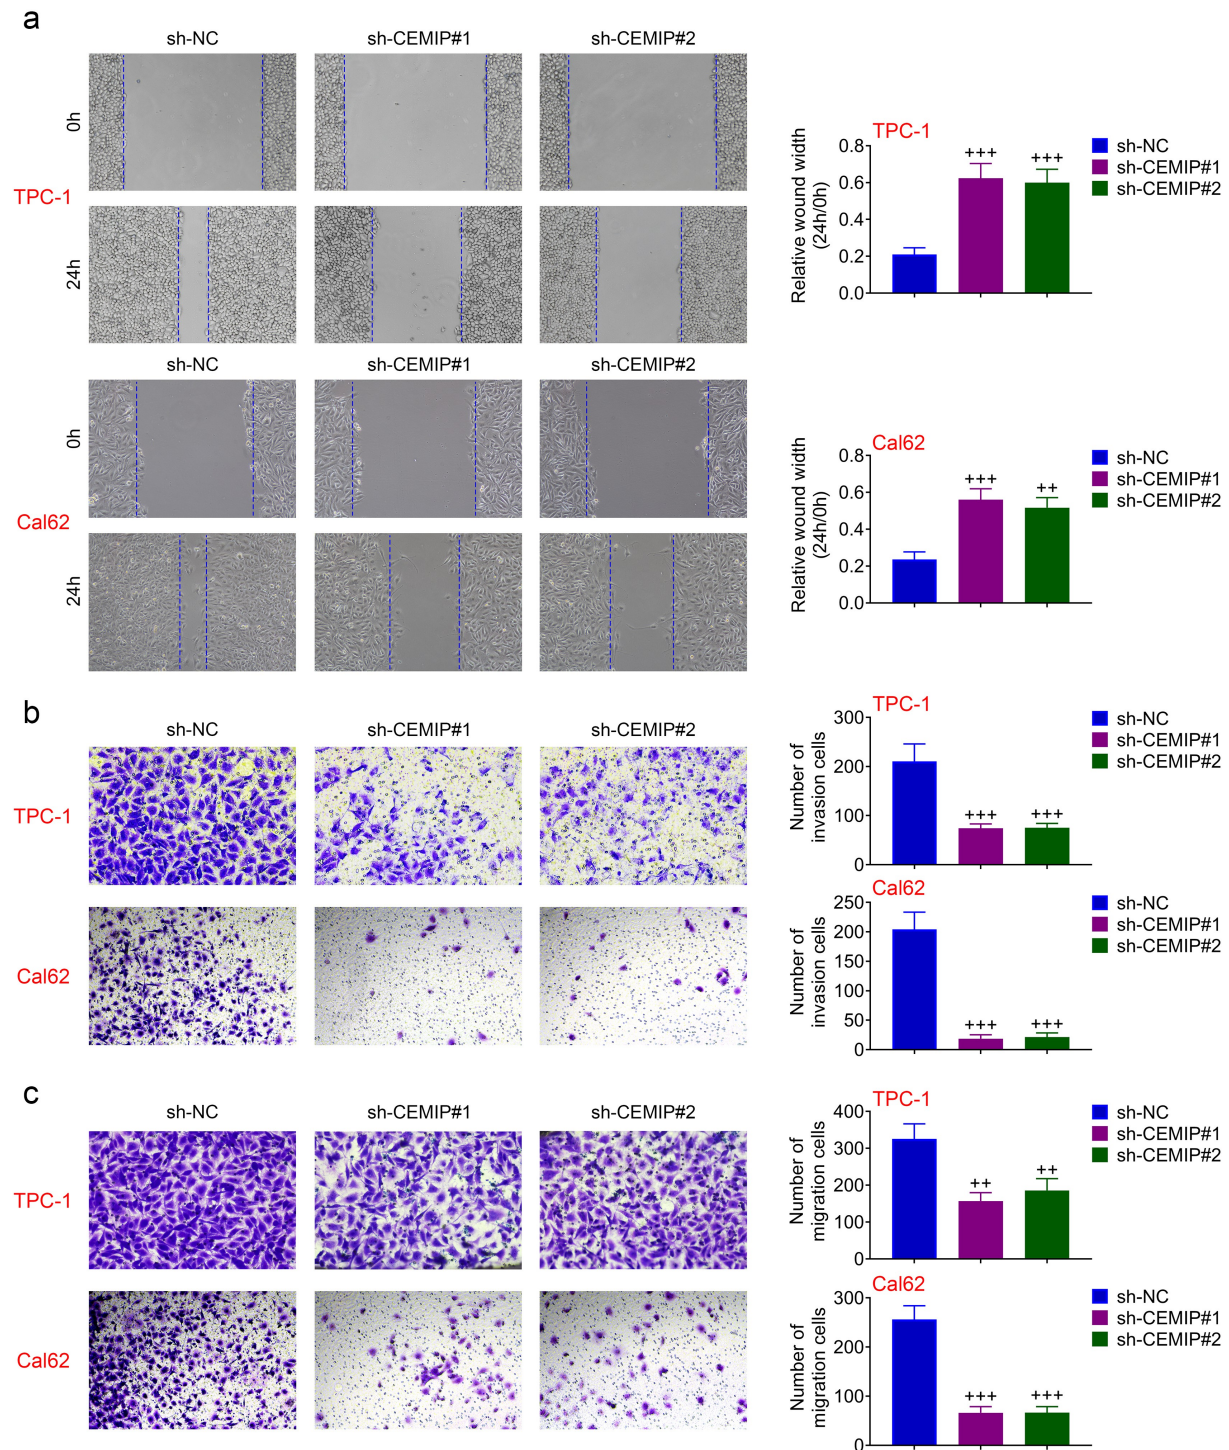 a
sh-NC
sh-CEMIP#1
sh-CEMIP#2
0h
TPC-1
24h
sh-NC
sh-CEMIP#1
sh-CEMIP#2
0h
Cal62
24h
TPC-1
Relative wound width
(24h/0h)
0.8
0.6
0.4
0.2
0.0
+++
+++
sh-NC
sh-CEMIP#1
sh-CEMIP#2
Cal62
Relative wound width
(24h/0h)
0.8
0.6
0.4
0.2
0.0
+++
++
sh-NC
sh-CEMIP#1
sh-CEMIP#2
b
sh-NC
sh-CEMIP#1
sh-CEMIP#2
TPC-1
Cal62
TPC-1
Number of
invasion cells
300
200
100
0
+++
+++
sh-NC
sh-CEMIP#1
sh-CEMIP#2
Cal62
Number of
invasion cells
250
200
150
100
50
0
+++
+++
sh-NC
sh-CEMIP#1
sh-CEMIP#2
c
sh-NC
sh-CEMIP#1
sh-CEMIP#2
TPC-1
Cal62
TPC-1
Number of
migration cells
400
300
200
100
0
++
++
sh-NC
sh-CEMIP#1
sh-CEMIP#2
Cal62
Number of
migration cells
300
200
100
0
+++
+++
sh-NC
sh-CEMIP#1
sh-CEMIP#2